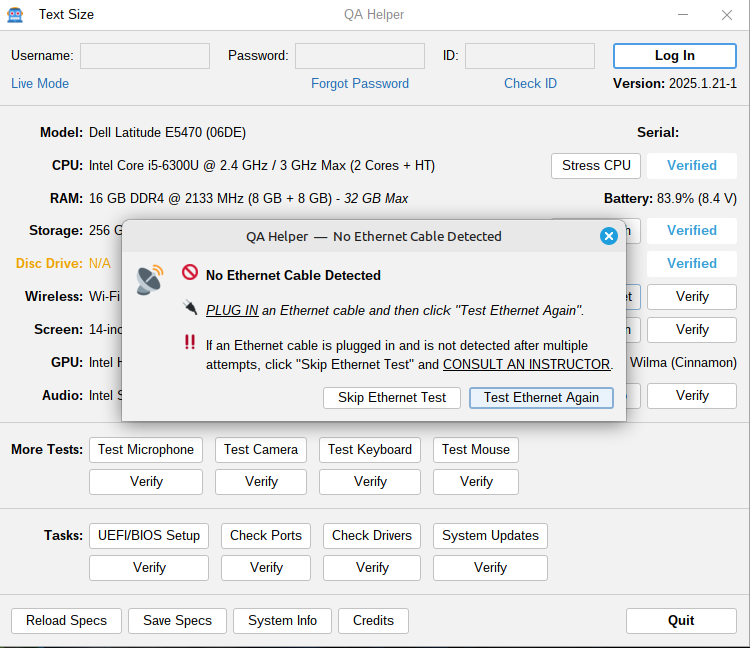 Text Size
QA Helper
Username:
Password:
ID:
Log In
Live Mode
Forgot Password
Check ID
Version: 2025.1.21-1
Model: Dell Latitude E5470 (06DE)
Serial:
CPU: Intel Core i5-6300U @ 2.4 GHz / 3 GHz Max (2 Cores + HT)
Stress CPU
Verified
RAM: 16 GB DDR4 @ 2133 MHz (8 GB + 8 GB) - 32 GB Max
Battery: 83.9% (8.4 V)
Storage: 256 G
Verified
Disc Drive: N/A
Verified
Wireless: Wi-Fi
Verify
Screen: 14-inc
Verify
GPU: Intel H
Wilma (Cinnamon)
Audio: Intel S
Verify
QA Helper — No Ethernet Cable Detected
No Ethernet Cable Detected
PLUG IN an Ethernet cable and then click "Test Ethernet Again".
If an Ethernet cable is plugged in and is not detected after multiple
attempts, click "Skip Ethernet Test" and CONSULT AN INSTRUCTOR.
Skip Ethernet Test
Test Ethernet Again
More Tests:
Test Microphone
Test Camera
Test Keyboard
Test Mouse
Verify
Verify
Verify
Verify
Tasks:
UEFI/BIOS Setup
Check Ports
Check Drivers
System Updates
Verify
Verify
Verify
Verify
Reload Specs
Save Specs
System Info
Credits
Quit